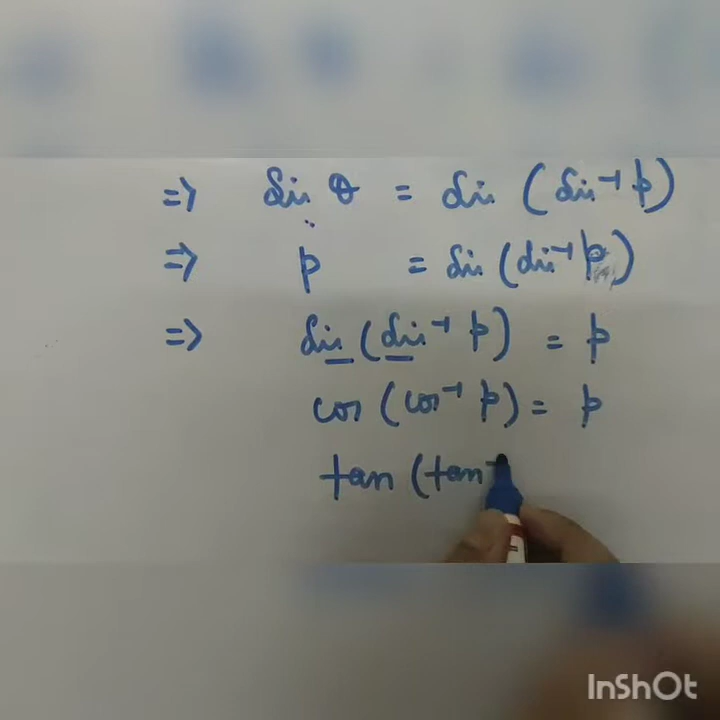 => sin θ = sin (sin⁻¹ p)
=> p = sin (sin⁻¹ p)
=> sin (sin⁻¹ p) = p
cos (cos⁻¹ p) = p
tan (tan⁻
InShOt